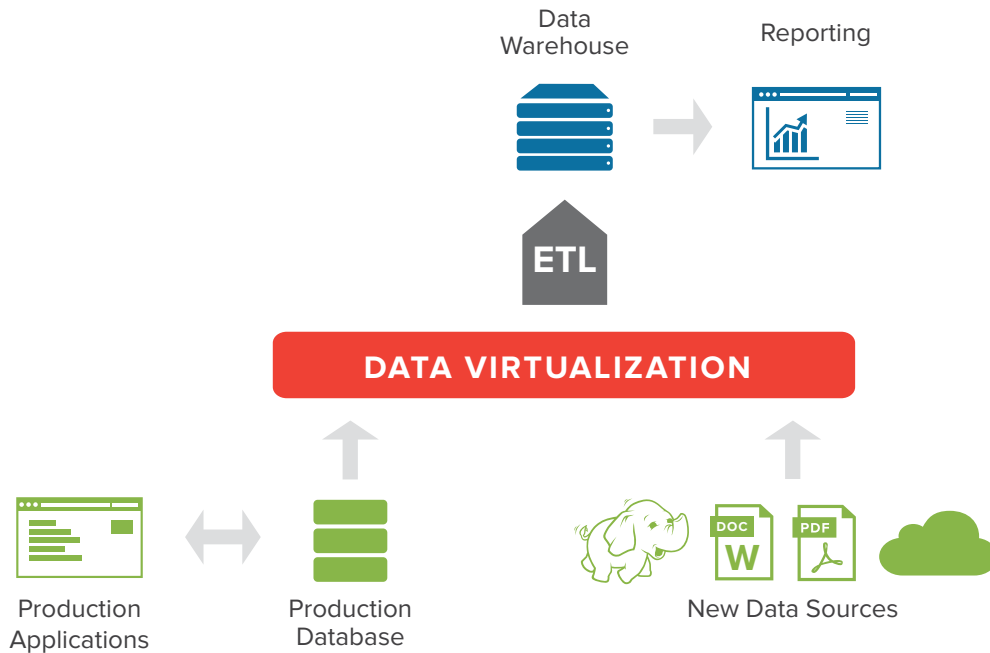 Data
Warehouse
Reporting
ETL
DATA VIRTUALIZATION
DOC
W
PDF
Production
Applications
Production
Database
New Data Sources